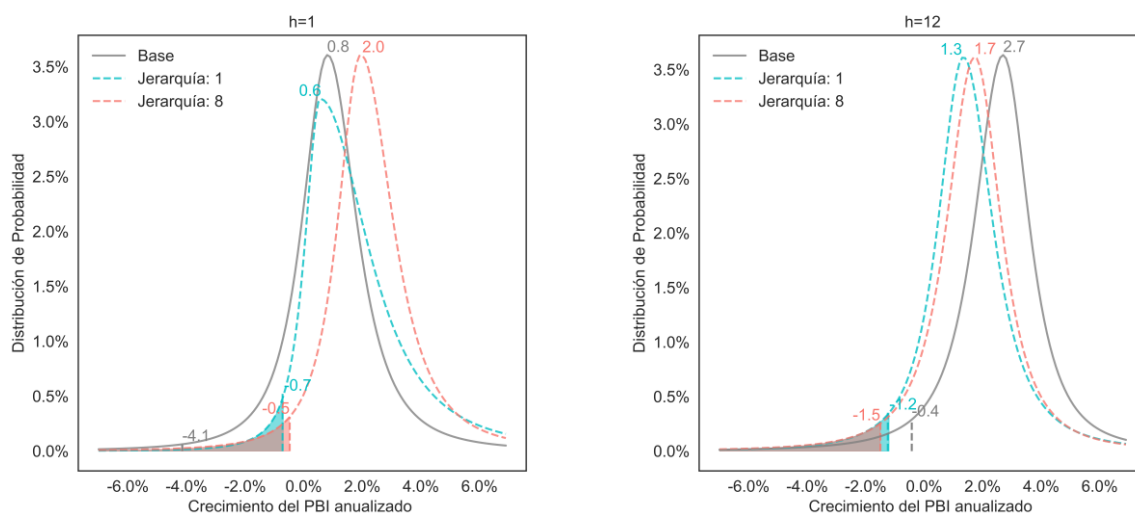 h=1
Base
Jerarquía: 1
Jerarquía: 8
0.8
2.0
0.6
-0.7
-0.5
-4.1
3.5%
3.0%
2.5%
2.0%
1.5%
1.0%
0.5%
0.0%
Distribución de Probabilidad
-6.0% -4.0% -2.0% 0.0% 2.0% 4.0% 6.0%
Crecimiento del PBI anualizado
h=12
Base
Jerarquía: 1
Jerarquía: 8
1.3
1.7
2.7
-1.5
-1.2
-0.4
3.5%
3.0%
2.5%
2.0%
1.5%
1.0%
0.5%
0.0%
Distribución de Probabilidad
-6.0% -4.0% -2.0% 0.0% 2.0% 4.0% 6.0%
Crecimiento del PBI anualizado